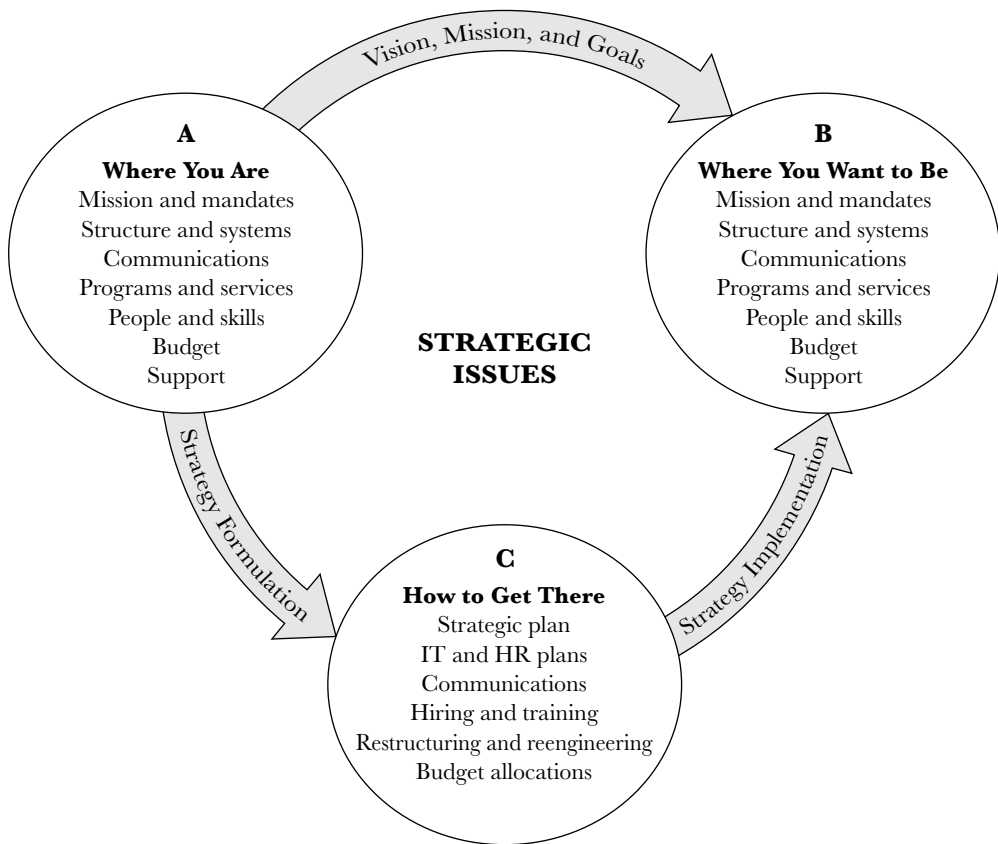 Vision, Mission, and Goals
A
Where You Are
Mission and mandates
Structure and systems
Communications
Programs and services
People and skills
Budget
Support
B
Where You Want to Be
Mission and mandates
Structure and systems
Communications
Programs and services
People and skills
Budget
Support
STRATEGIC
ISSUES
Strategy Formulation
C
How to Get There
Strategic plan
IT and HR plans
Communications
Hiring and training
Restructuring and reengineering
Budget allocations
Strategy Implementation